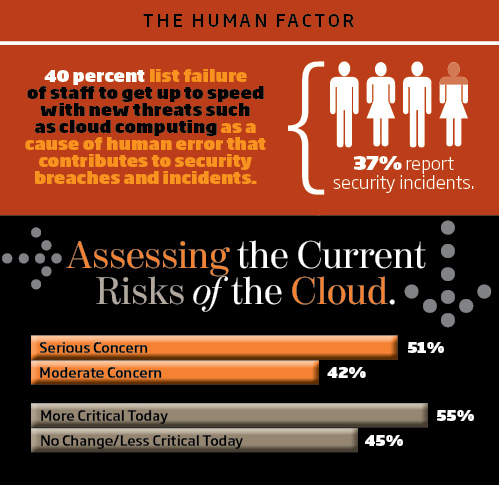 THE HUMAN FACTOR
40 percent list failure
of staff to get up to speed
with new threats such
as cloud computing as a
cause of human error that
contributes to security
breaches and incidents.
37% report
security incidents.
Assessing the Current
Risks of the Cloud.
Serious Concern 51%
Moderate Concern 42%
More Critical Today 55%
No Change/Less Critical Today 45%